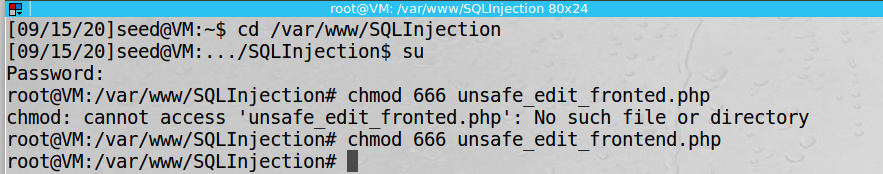 root@VM: /var/www/SQLInjection 80x24
[09/15/20]seed@VM:~$ cd /var/www/SQLInjection
[09/15/20]seed@VM:.../SQLInjection$ su
Password:
root@VM:/var/www/SQLInjection# chmod 666 unsafe_edit_fronted.php
chmod: cannot access 'unsafe_edit_fronted.php': No such file or directory
root@VM:/var/www/SQLInjection# chmod 666 unsafe_edit_frontend.php
root@VM:/var/www/SQLInjection#